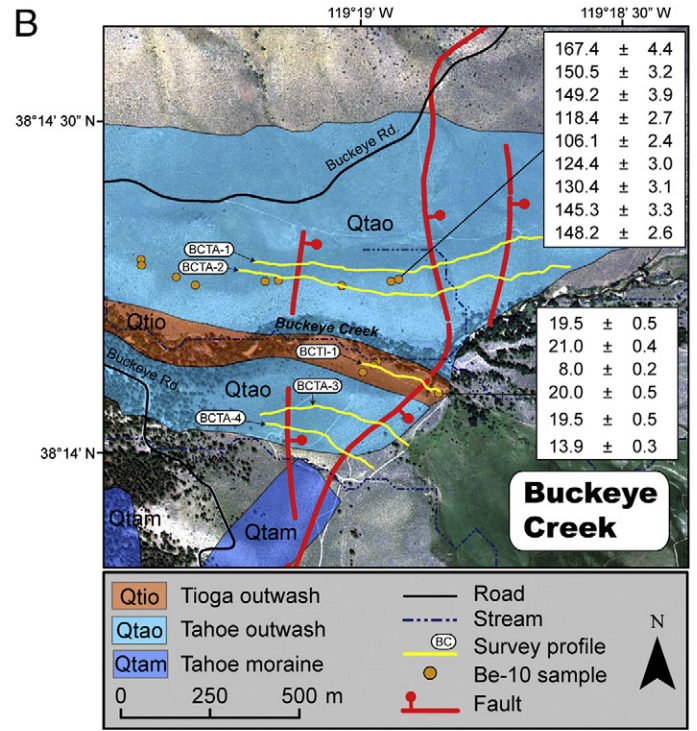 B
119°19' W
119°18' 30" W
167.4 ± 4.4
150.5 ± 3.2
149.2 ± 3.9
118.4 ± 2.7
106.1 ± 2.4
124.4 ± 3.0
130.4 ± 3.1
145.3 ± 3.3
148.2 ± 2.6
38°14' 30" N
Buckeye Rd.
Qtao
BCTA-1
BCTA-2
Qtio
Buckeye Creek
BCTI-1
19.5 ± 0.5
21.0 ± 0.4
8.0 ± 0.2
20.0 ± 0.5
19.5 ± 0.5
13.9 ± 0.3
Buckeye Rd.
Qtao
BCTA-3
BCTA-4
38°14' N
Qtam
Qtam
Buckeye
Creek
Qtio Tioga outwash
Qtao Tahoe outwash
Qtam Tahoe moraine
0 250 500 m
Road
Stream
BC Survey profile
Be-10 sample
Fault
N